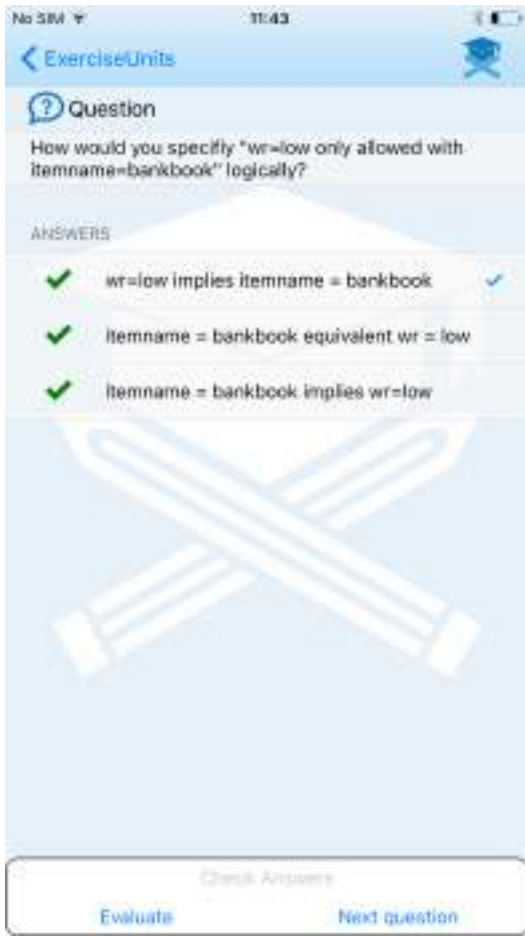 No SIM 11:43
ExerciseUnits
? Question
How would you specifiy "wr=low only allowed with
itemname=bankbook" logically?
ANSWERS
wr=low implies itemname = bankbook
itemname = bankbook equivalent wr = low
itemname = bankbook implies wr=low
Check Answers
Evaluate Next question